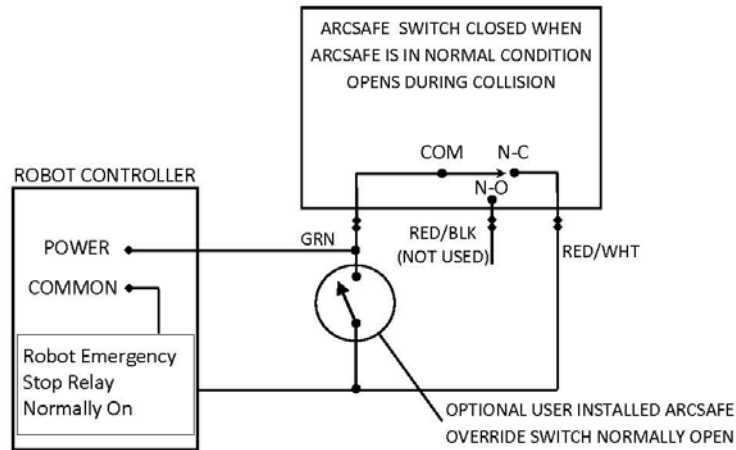 ARCSAFE SWITCH CLOSED WHEN
ARCSAFE IS IN NORMAL CONDITION
OPENS DURING COLLISION
COM
N-C
N-O
ROBOT CONTROLLER
POWER
COMMON
GRN
RED/BLK
(NOT USED)
RED/WHT
Robot Emergency
Stop Relay
Normally On
OPTIONAL USER INSTALLED ARCSAFE
OVERRIDE SWITCH NORMALLY OPEN